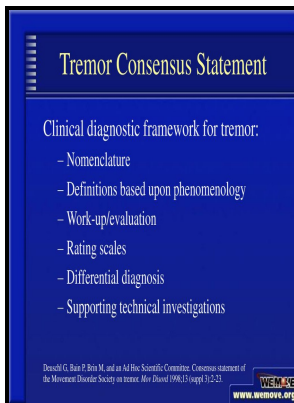 Tremor Consensus Statement
Clinical diagnostic framework for tremor:
– Nomenclature
– Definitions based upon phenomenology
– Work-up/evaluation
– Rating scales
– Differential diagnosis
– Supporting technical investigations
Deuschl G, Bain P, Brin M, and an Ad Hoc Scientific Committee. Consensus statement of
the Movement Disorder Society on tremor. Mov Disord 1998;13 (suppl 3):2-23.
WE MOVE
www.wemove.org